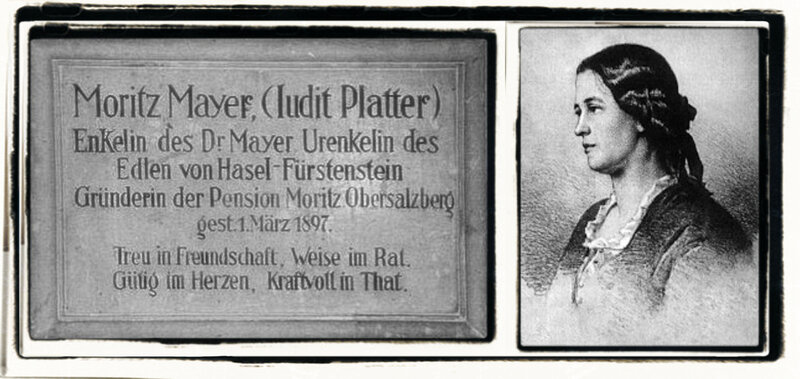 Moritz Mayer, (Iudit Platter)
Enkelin des Dr Mayer Urenkelin des
Edlen von Hasel-Fürstenstein
Gründerin der Pension Moritz Obersalzberg
gest. 1. März 1897.
Treu in Freundschaft, Weise im Rat.
Gütig im Herzen, Kraftvoll in That.